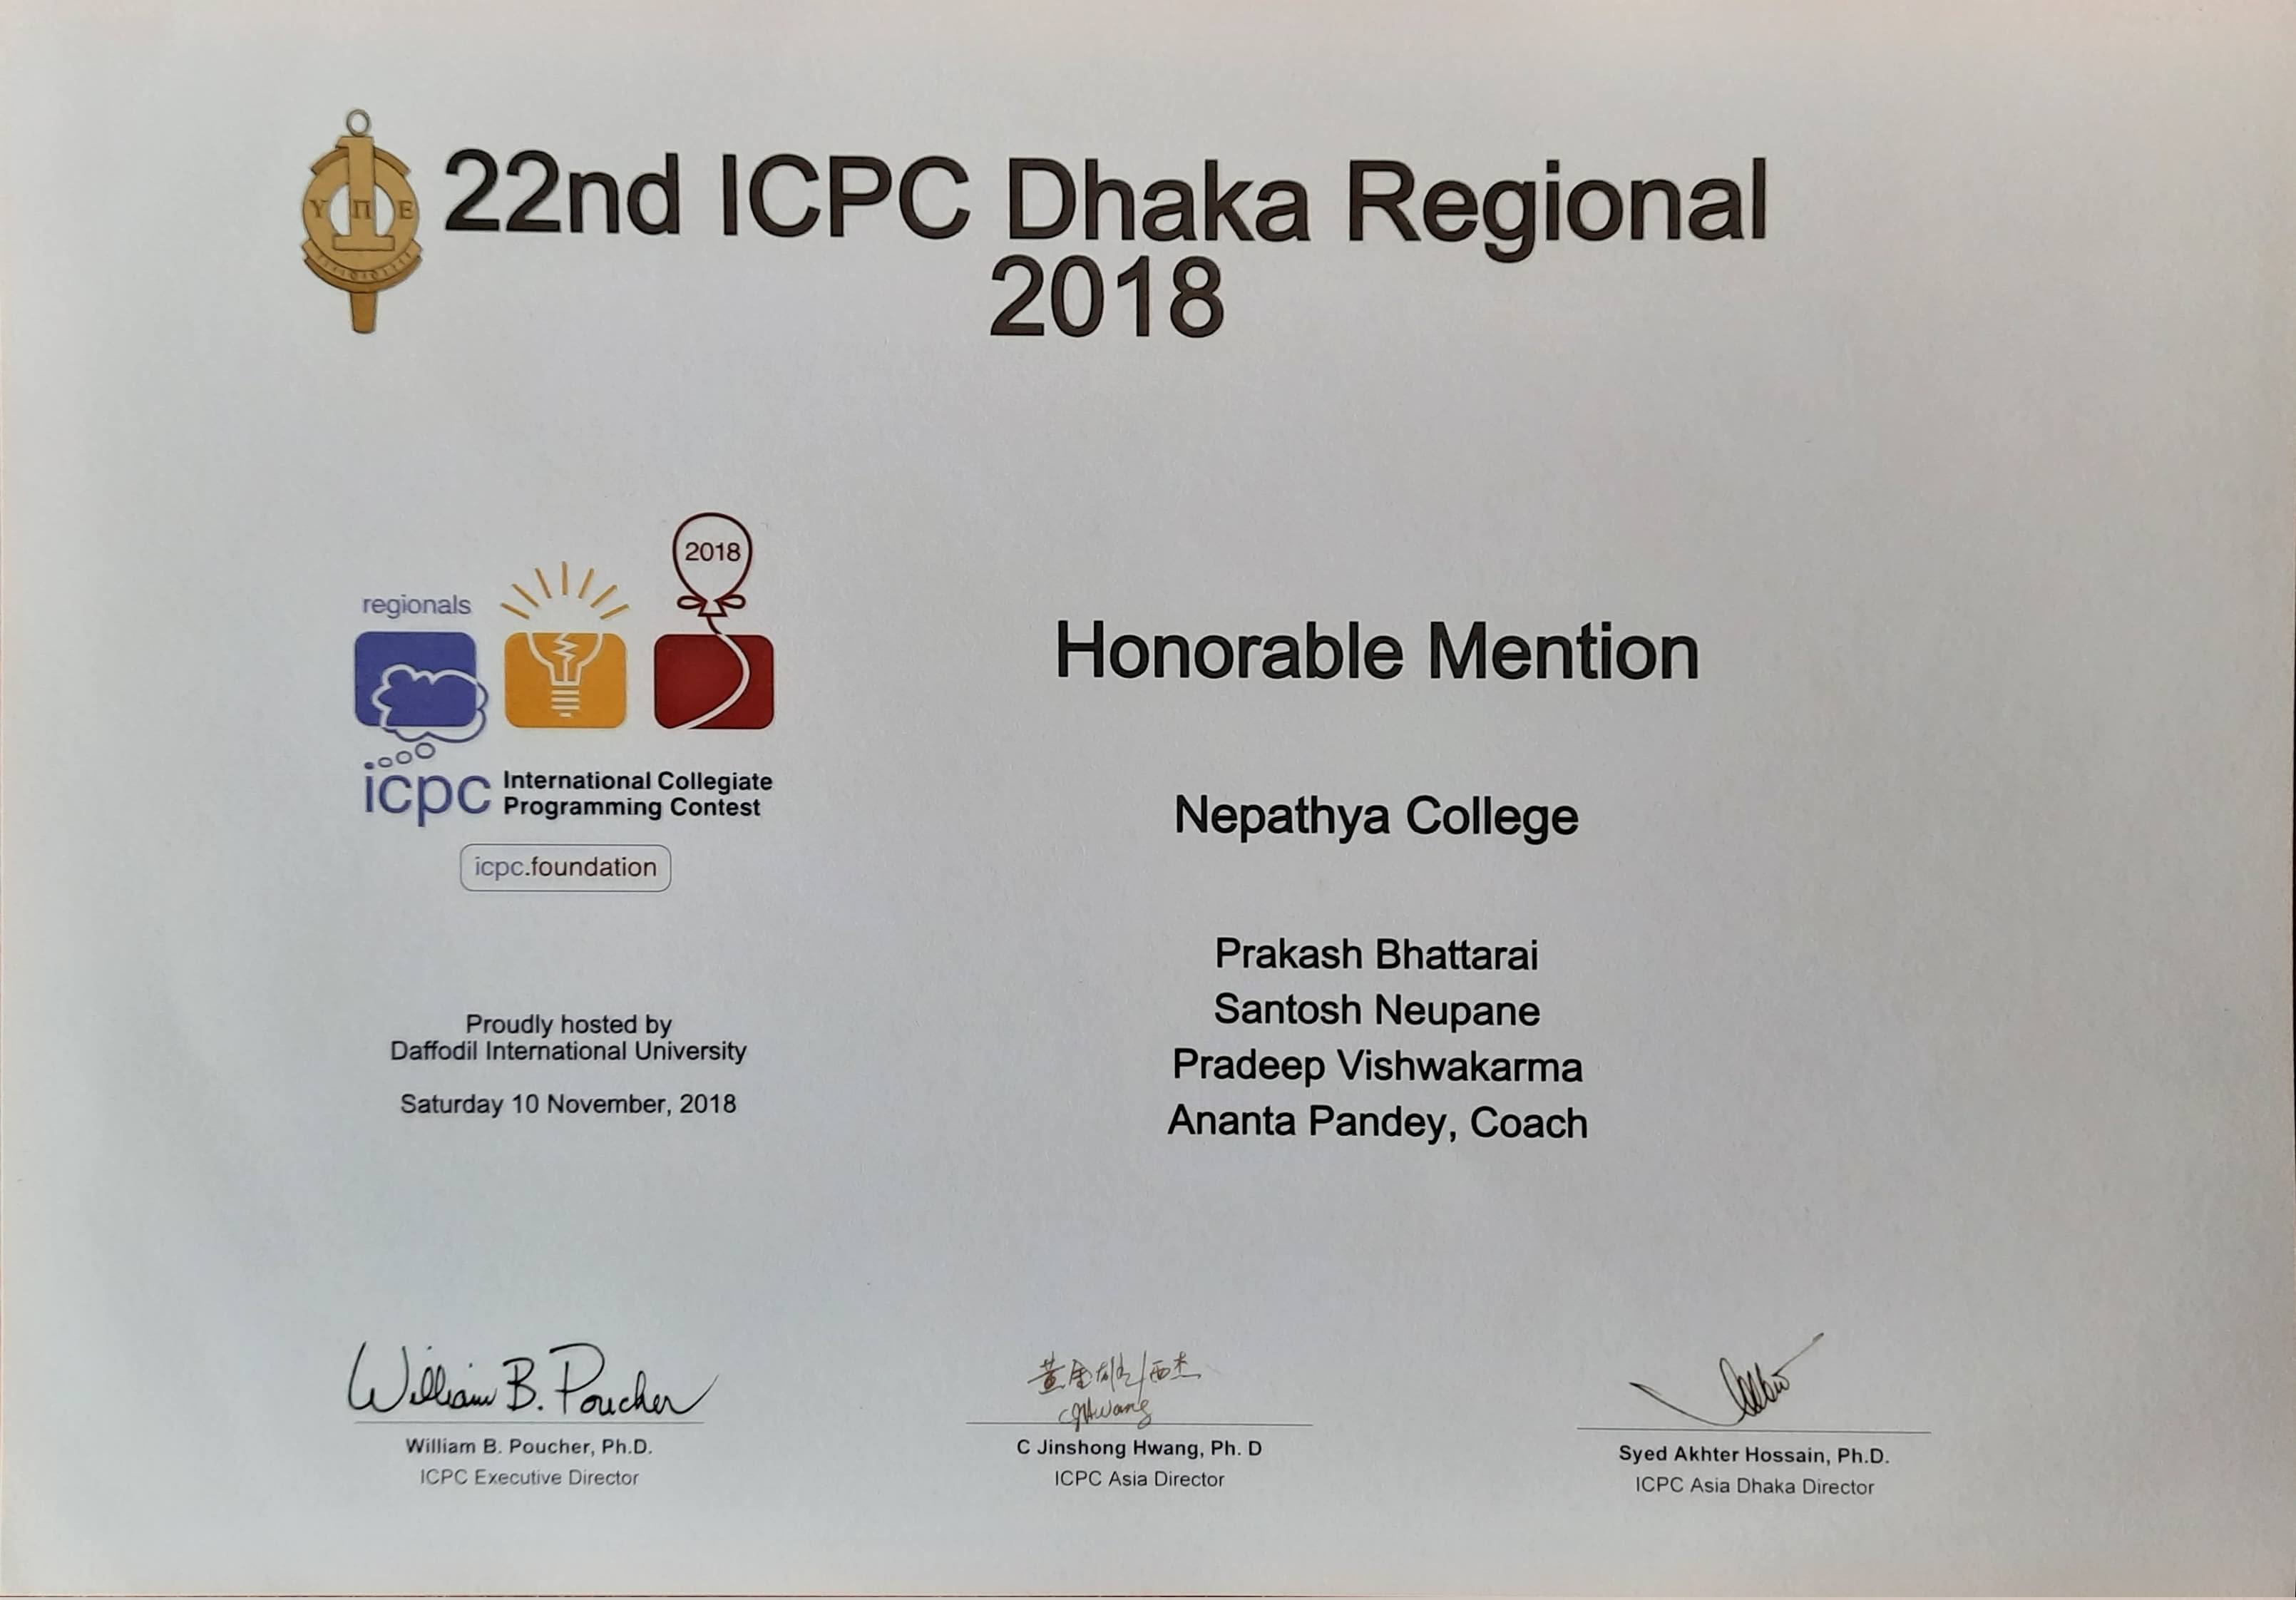 22nd ICPC Dhaka Regional
2018
Υ Π Ε
2018
regionals
icpc International Collegiate
Programming Contest
icpc.foundation
Proudly hosted by
Daffodil International University
Saturday 10 November, 2018
Honorable Mention
Nepathya College
Prakash Bhattarai
Santosh Neupane
Pradeep Vishwakarma
Ananta Pandey, Coach
William B. Poucher
William B. Poucher, Ph.D.
ICPC Executive Director
CJHwang
C Jinshong Hwang, Ph. D
ICPC Asia Director
Syed Akhter Hossain, Ph.D.
ICPC Asia Dhaka Director